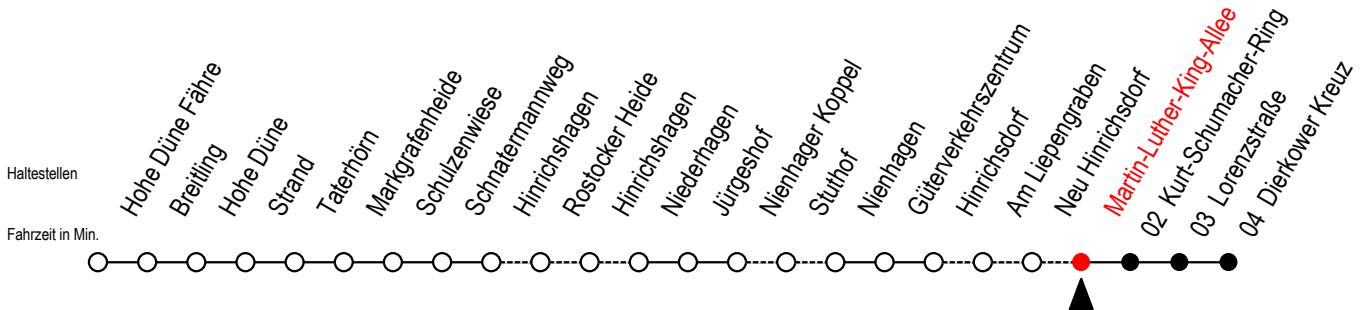 Haltestellen
Fahrzeit in Min.
Hohe Düne Fähre
Breitling
Hohe Düne
Strand
Taterhörn
Markgrafenheide
Schulzenwiese
Schnatermannweg
Hinrichshagen
Rostocker Heide
Hinrichshagen
Niederhagen
Jürgeshof
Nienhager Koppel
Stuthof
Nienhagen
Güterverkehrszentrum
Hinrichsdorf
Am Liepengraben
Neu Hinrichsdorf
Martin-Luther-King-Allee
02 Kurt-Schumacher-Ring
03 Lorenzstraße
04 Dierkower Kreuz